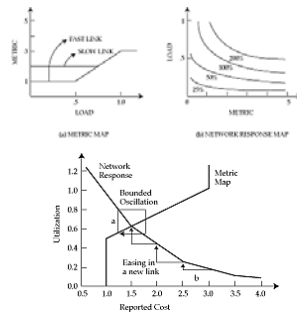 METRIC
5
3
1
FAST LINK
SLOW LINK
.5
1.0
LOAD
(a) METRIC MAP
LOAD
1
.5
200%
100%
50%
25%
0
5
METRIC
(b) NETWORK RESPONSE MAP
Network
Response
Metric
Map
Bounded
Oscillation
a
Easing in
a new link
b
Utilization
1.2
1.0
0.8
0.6
0.4
0.2
0.0
0.5
1.0
1.5
2.0
2.5
3.0
3.5
4.0
Reported Cost